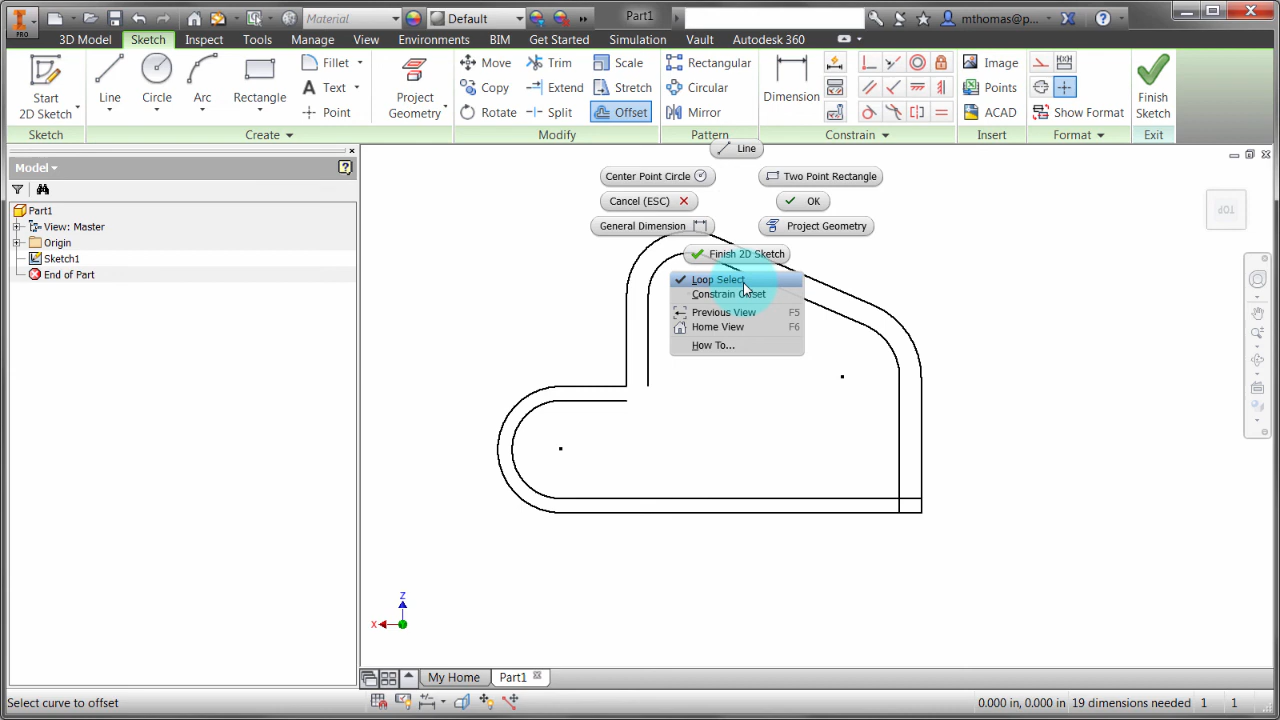 PRO
Material
Default
Part1
mthomas@p...
3D Model
Sketch
Inspect
Tools
Manage
View
Environments
BIM
Get Started
Simulation
Vault
Autodesk 360
Start
2D Sketch
Line
Circle
Arc
Rectangle
Fillet
Text
Point
Project
Geometry
Move
Copy
Rotate
Trim
Extend
Split
Scale
Stretch
Offset
Rectangular
Circular
Mirror
Dimension
Image
Points
ACAD
Show Format
Finish
Sketch
Sketch
Create
Modify
Pattern
Constrain
Insert
Format
Exit
Model
Part1
View: Master
Origin
Sketch1
End of Part
Line
Center Point Circle
Two Point Rectangle
Cancel (ESC)
OK
General Dimension
Project Geometry
Finish 2D Sketch
Loop Select
Constrain Offset
Previous View F5
Home View F6
How To...
TOP
Z
X
My Home
Part1
Select curve to offset
0.000 in, 0.000 in 19 dimensions needed 1 1